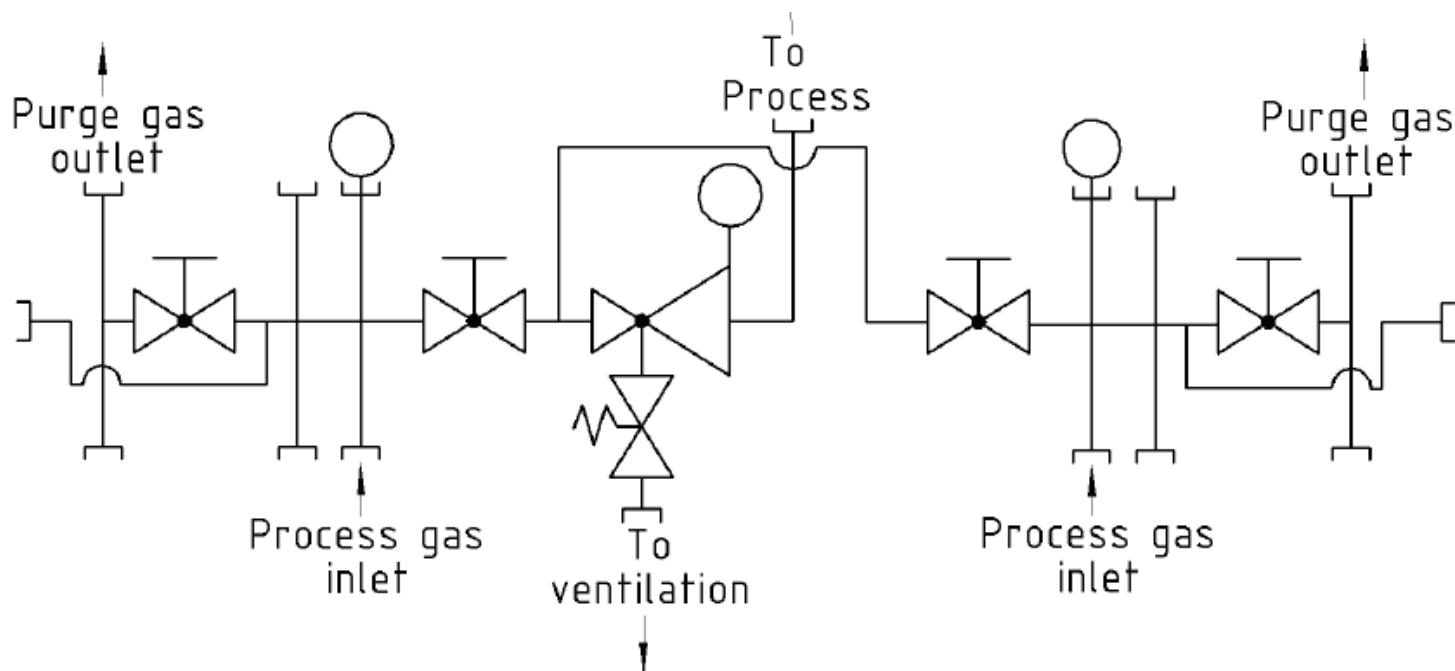 To
Process
Purge gas
outlet
Purge gas
outlet
Process gas
inlet
To
ventilation
Process gas
inlet